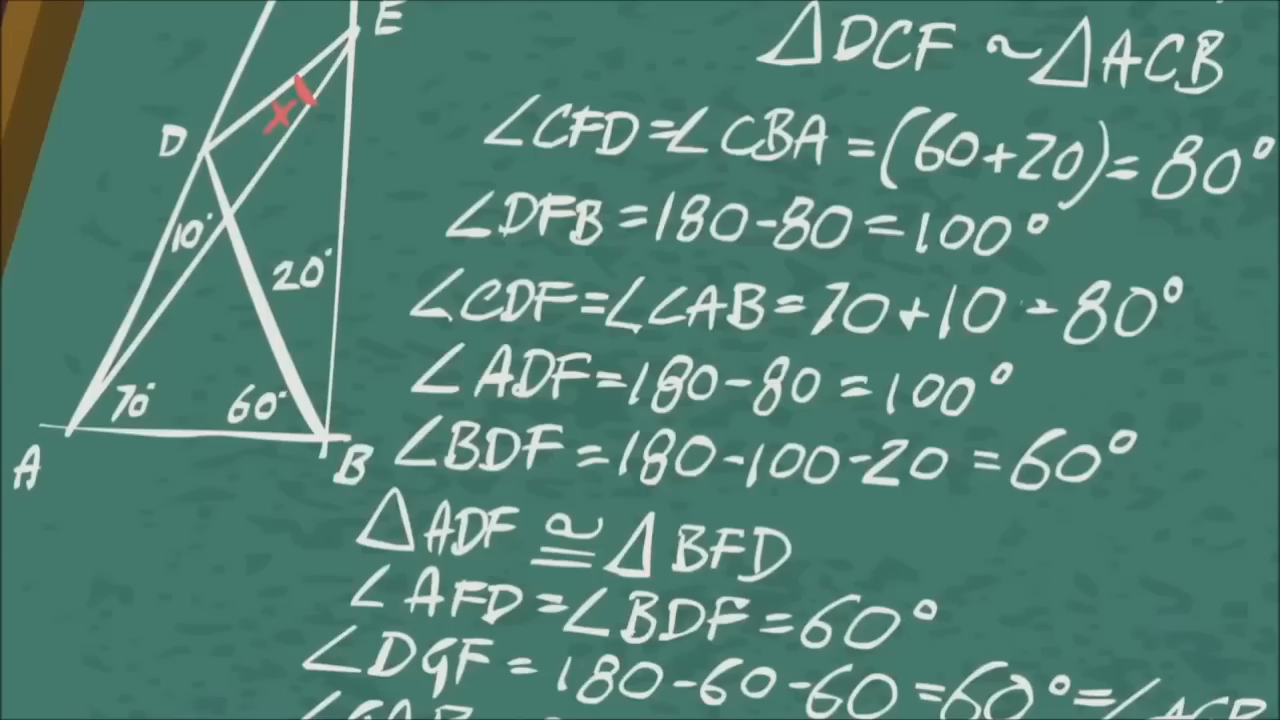 E
△DCF ~ △ACB
D
X
∠CFD = ∠CBA = (60+20) = 80°
∠DFB = 180-80 = 100°
10°
20°
∠CDF = ∠CAB = 70+10 - 80°
∠ADF = 180-80 = 100°
70°
60°
A
B
∠BDF = 180-100-20 = 60°
△ADF ≅ △BFD
∠AFD = ∠BDF = 60°
∠DGF = 180-60-60 = 60° = ∠